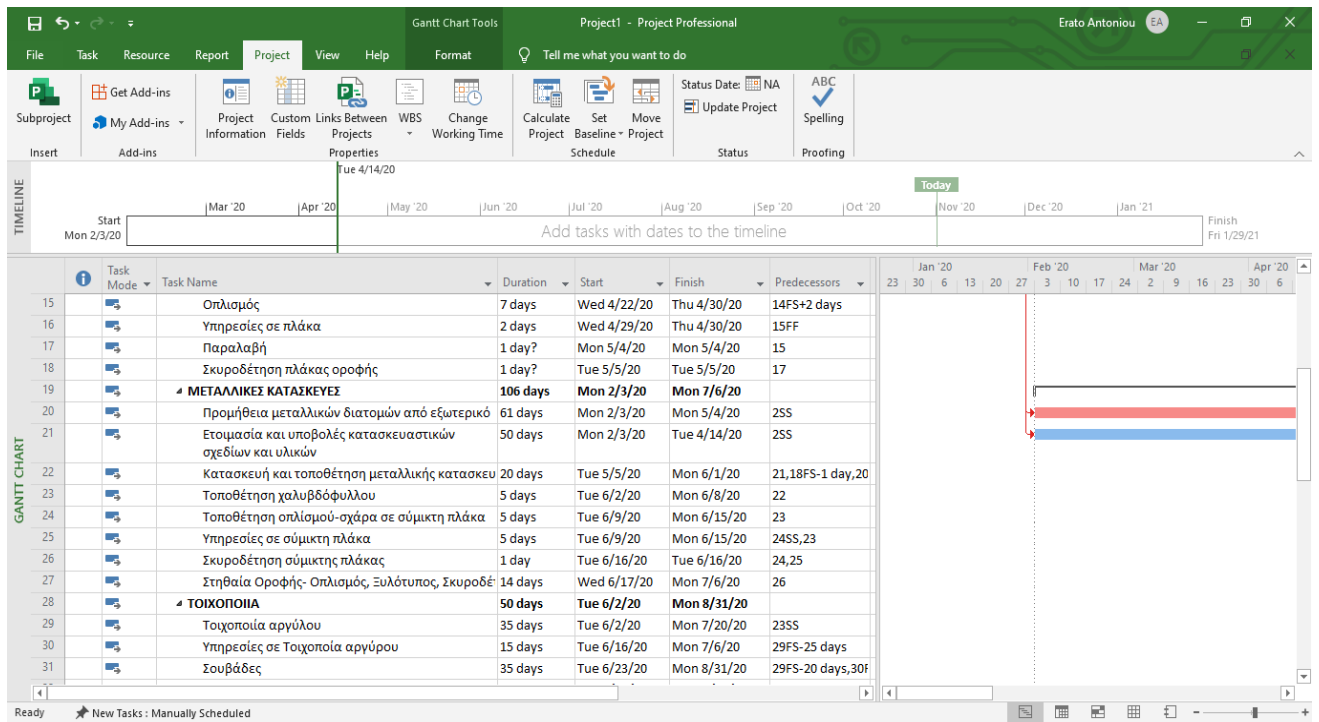 Gantt Chart Tools Project1 - Project Professional Erato Antoniou EA
File Task Resource Report Project View Help Format Tell me what you want to do
Subproject Get Add-ins My Add-ins Project Information Custom Fields Links Between Projects WBS Change Working Time Calculate Project Set Baseline Move Project Status Date: NA Update Project ABC Spelling
Insert Add-ins Properties Schedule Status Proofing
TIMELINE
Tue 4/14/20
Today
Mar '20 Apr '20 May '20 Jun '20 Jul '20 Aug '20 Sep '20 Oct '20 Nov '20 Dec '20 Jan '21
Start
Mon 2/3/20
Add tasks with dates to the timeline
Finish
Fri 1/29/21
GANTT CHART
Task Mode Task Name Duration Start Finish Predecessors
Jan '20 Feb '20 Mar '20 Apr '20
23 30 6 13 20 27 3 10 17 24 2 9 16 23 30 6
15 Οπλισμός 7 days Wed 4/22/20 Thu 4/30/20 14FS+2 days
16 Υπηρεσίες σε πλάκα 2 days Wed 4/29/20 Thu 4/30/20 15FF
17 Παραλαβή 1 day? Mon 5/4/20 Mon 5/4/20 15
18 Σκυροδέτηση πλάκας οροφής 1 day? Tue 5/5/20 Tue 5/5/20 17
19 ΜΕΤΑΛΛΙΚΕΣ ΚΑΤΑΣΚΕΥΕΣ 106 days Mon 2/3/20 Mon 7/6/20
20 Προμήθεια μεταλλικών διατομών από εξωτερικό 61 days Mon 2/3/20 Mon 5/4/20 2SS
21 Ετοιμασία και υποβολές κατασκευαστικών σχεδίων και υλικών 50 days Mon 2/3/20 Tue 4/14/20 2SS
22 Κατασκευή και τοποθέτηση μεταλλικής κατασκευ 20 days Tue 5/5/20 Mon 6/1/20 21,18FS-1 day,20
23 Τοποθέτηση χαλυβδόφυλλου 5 days Tue 6/2/20 Mon 6/8/20 22
24 Τοποθέτηση οπλίσμού-σχάρα σε σύμικτη πλάκα 5 days Tue 6/9/20 Mon 6/15/20 23
25 Υπηρεσίες σε σύμικτη πλάκα 5 days Tue 6/9/20 Mon 6/15/20 24SS,23
26 Σκυροδέτηση σύμικτης πλάκας 1 day Tue 6/16/20 Tue 6/16/20 24,25
27 Στηθαία Οροφής- Οπλισμός, Ξυλότυπος, Σκυροδέ 14 days Wed 6/17/20 Mon 7/6/20 26
28 ΤΟΙΧΟΠΟΙΙΑ 50 days Tue 6/2/20 Mon 8/31/20
29 Τοιχοποιία αργύλου 35 days Tue 6/2/20 Mon 7/20/20 23SS
30 Υπηρεσίες σε Τοιχοποία αργύρου 15 days Tue 6/16/20 Mon 7/6/20 29FS-25 days
31 Σουβάδες 35 days Tue 6/23/20 Mon 8/31/20 29FS-20 days,30F
Ready New Tasks : Manually Scheduled